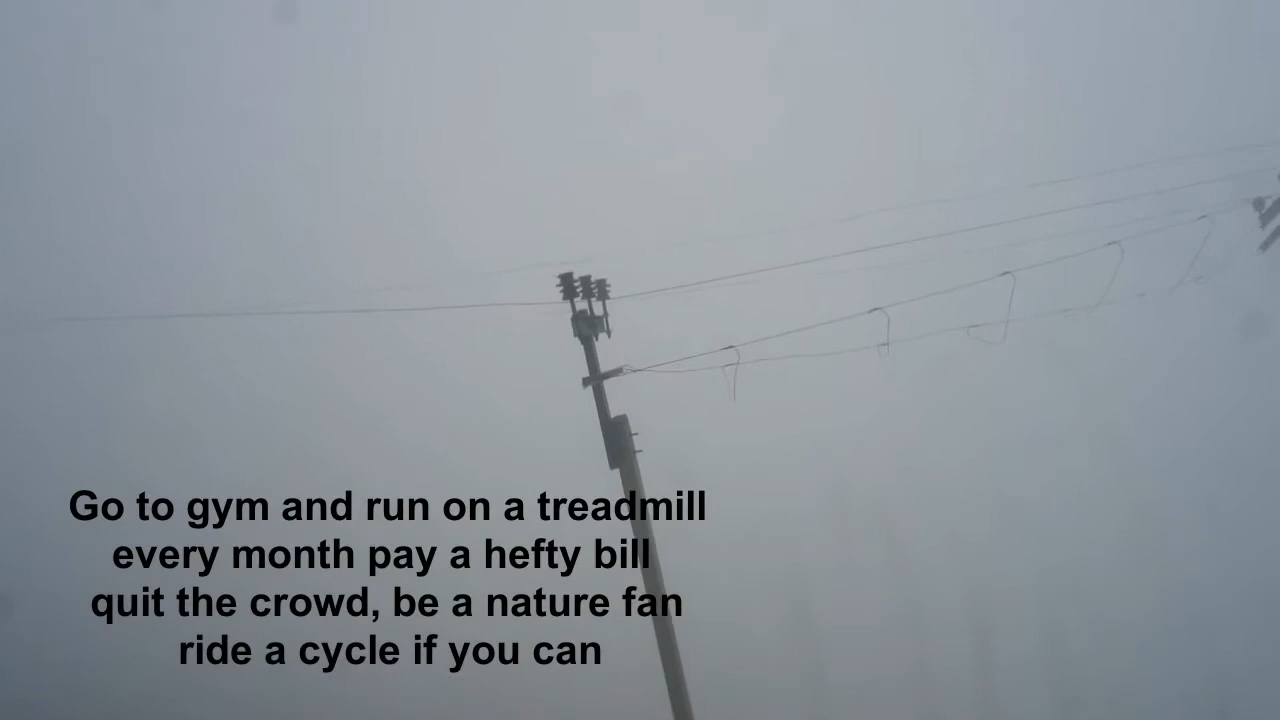 Go to gym and run on a treadmill
every month pay a hefty bill
quit the crowd, be a nature fan
ride a cycle if you can